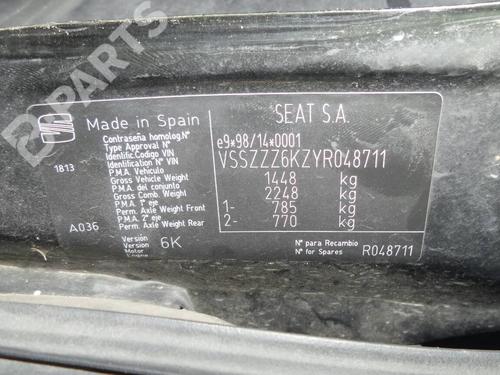 B-PARTS
Made in Spain
SEAT S.A.
Contraseña homolog.Nº
Type Approval Nº
e9*98/14*0001
Identific.Codigo VIN
Identification Nº VIN
VSSZZZ6KZYR048711
1813
P.M.A. Vehículo
Gross Vehicle Weight
1448 kg
P.M.A. del conjunto
Gross Comb. Weight
2248 kg
P.M.A. 1º eje
Perm. Axle Weight Front
1- 785 kg
P.M.A. 2º eje
Perm. Axle Weight Rear
2- 770 kg
A036
Versión
Version
6K
Motor
Engine
Nº para Recambio
Nº for Spares
R048711